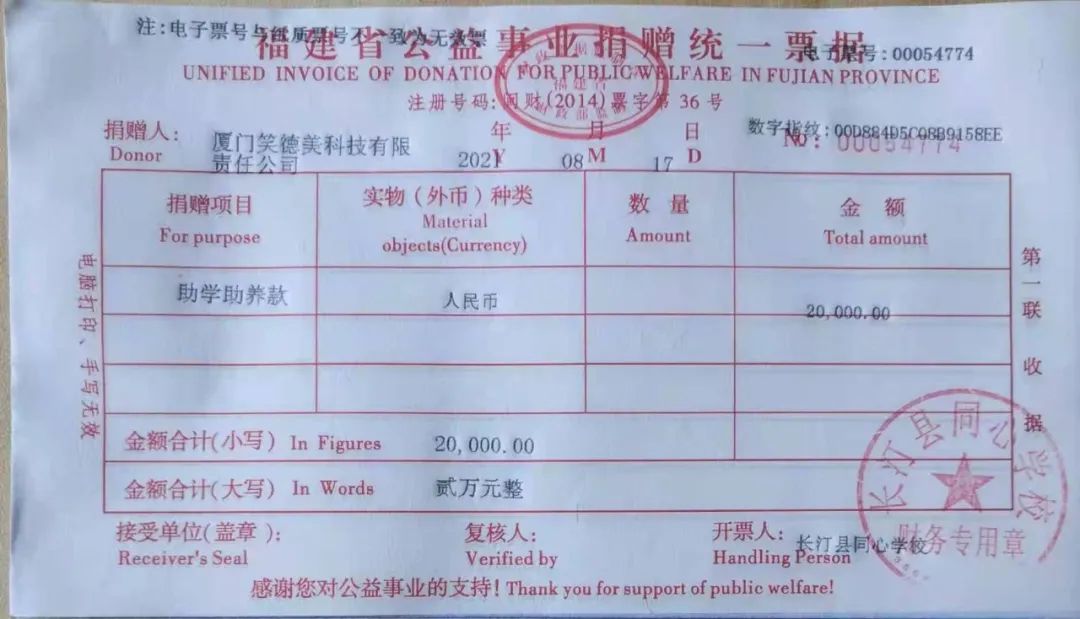 注:电子票号与纸质票号不一致为无效票
福建省公益事业捐赠统一票据
电子票号:00054774
UNIFIED INVOICE OF DONATION FOR PUBLIC WELFARE IN FUJIAN PROVINCE
注册号码:闽财(2014)票字第 36 号
福建省
捐赠人:
Donor
厦门笑德美科技有限
责任公司
年 月 日
2021 Y 08 M 17 D
数字指纹:00D884D5C08B9158EE
No: 00054774
捐赠项目
For purpose
实物(外币)种类
Material
objects(Currency)
数 量
Amount
金 额
Total amount
助学助养款 人民币 20,000.00
金额合计(小写) In Figures 20,000.00
金额合计(大写) In Words 贰万元整
电脑打印、手写无效
第一联 收据
接受单位(盖章):
Receiver's Seal
复核人:
Verified by
开票人:
Handling Person
长汀县同心学校
长汀县同心学校
财务专用章
感谢您对公益事业的支持! Thank you for support of public welfare!